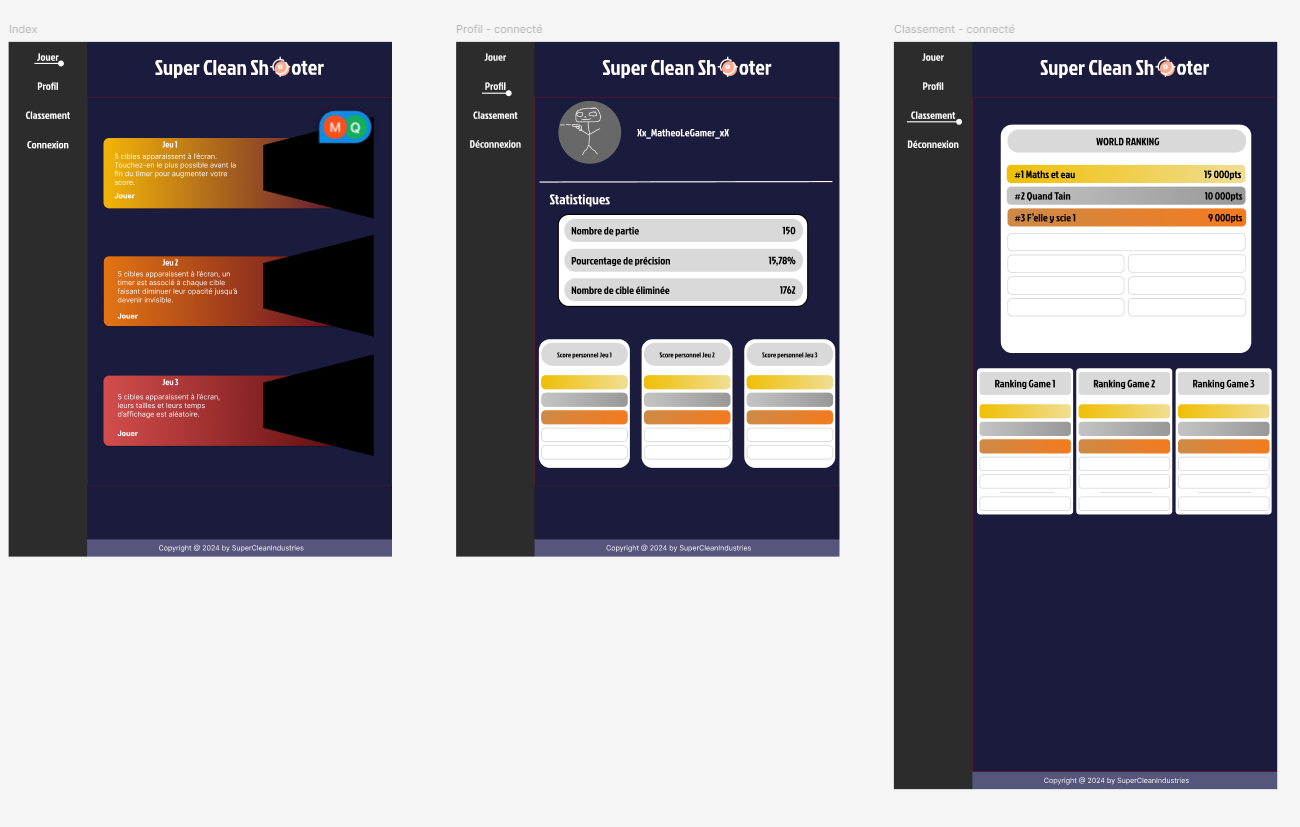 Index
Jouer
Profil
Classement
Connexion
Super Clean Sh oter
M Q
Jeu 1
5 cibles apparaissent à l'écran.
Touchez-en le plus possible avant la
fin du timer pour augmenter votre
score.
Jouer
Jeu 2
5 cibles apparaissent à l'écran, un
timer est associé à chaque cible
faisant diminuer leur opacité jusqu'à
devenir invisible.
Jouer
Jeu 3
5 cibles apparaissent à l'écran,
leurs tailles et leurs temps
d'affichage est aléatoire.
Jouer
Copyright @ 2024 by SuperCleanIndustries
Profil - connecté
Jouer
Profil
Classement
Déconnexion
Super Clean Sh oter
Xx_MatheoLeGamer_xX
Statistiques
Nombre de partie 150
Pourcentage de précision 15,78%
Nombre de cible éliminée 1762
Score personnel Jeu 1
Score personnel Jeu 2
Score personnel Jeu 3
Copyright @ 2024 by SuperCleanIndustries
Classement - connecté
Jouer
Profil
Classement
Déconnexion
Super Clean Sh oter
WORLD RANKING
#1 Maths et eau 15 000pts
#2 Quand Tain 10 000pts
#3 F'elle y scie 1 9 000pts
Ranking Game 1
Ranking Game 2
Ranking Game 3
Copyright @ 2024 by SuperCleanIndustries